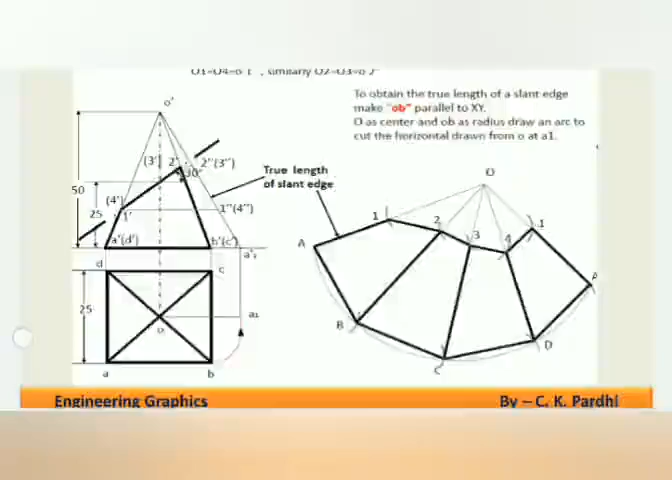 To obtain the true length of a slant edge
make "ob" parallel to XY.
O as center and ob as radius draw an arc to
cut the horizontal drawn from o at a1.
o'
(3') 2' 2"(3")
30°
True length
of slant edge
50
25
(4')
1'
1"(4")
a'(d')
b'(c')
d
c
25
o
a₁
a
b
O
1
2
3
4
1
A
A
B
C
D
Engineering Graphics
By – C. K. Pardhi